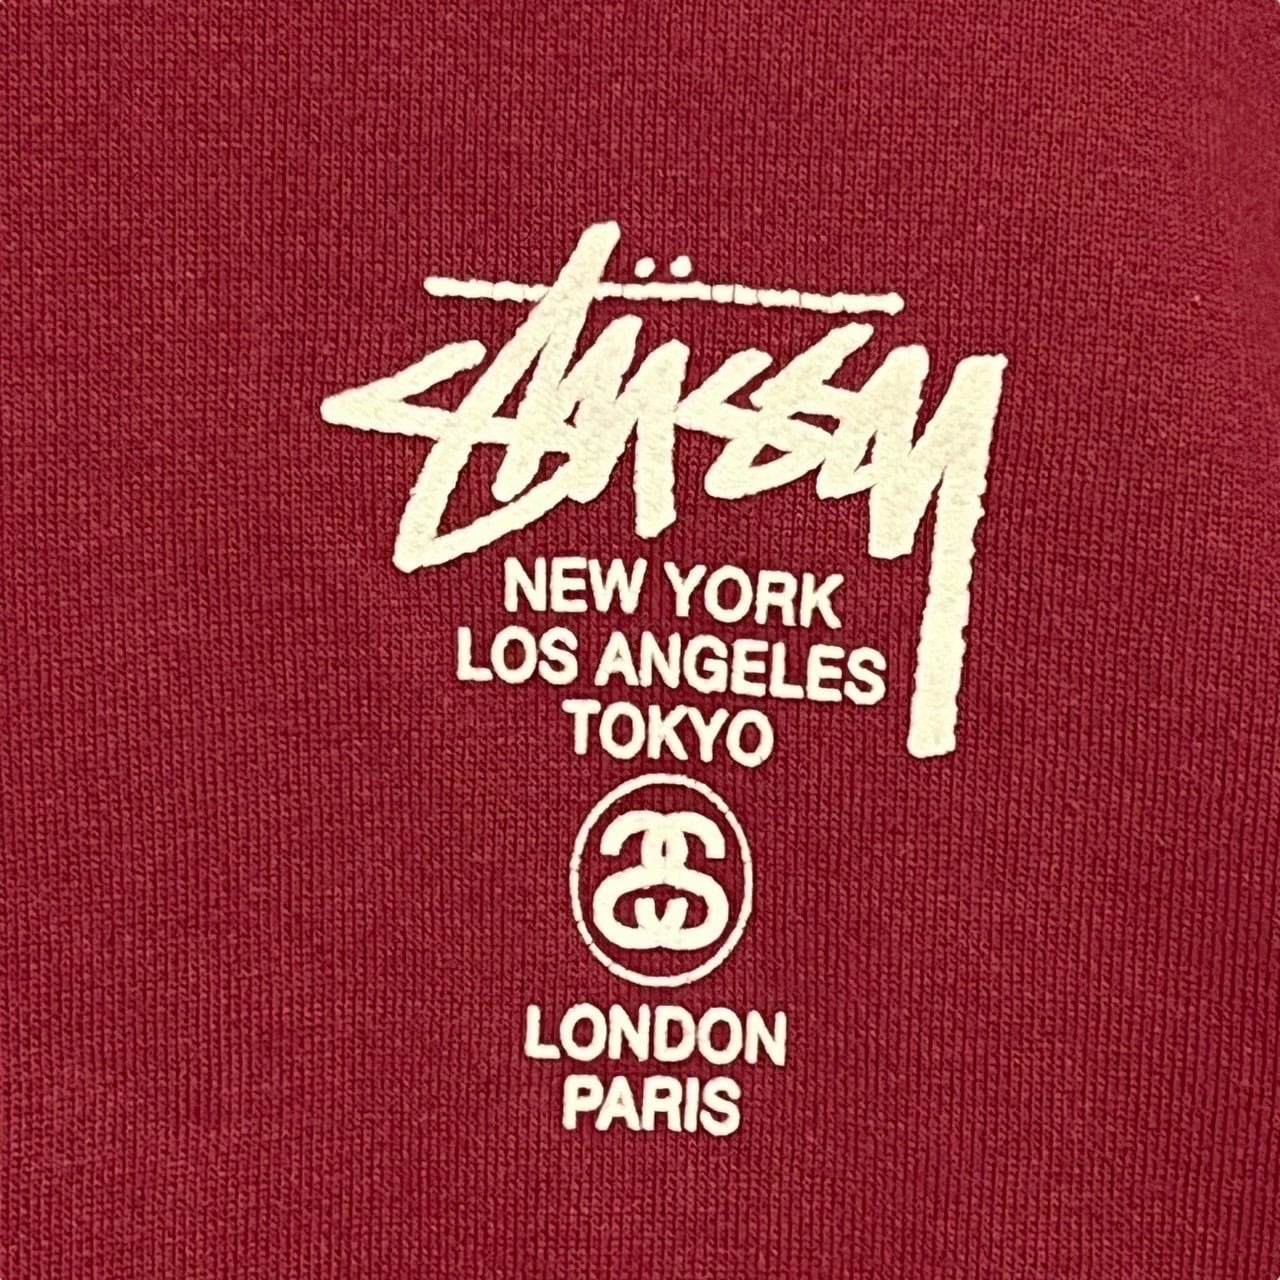 Stüssy
NEW YORK
LOS ANGELES
TOKYO
SS
LONDON
PARIS